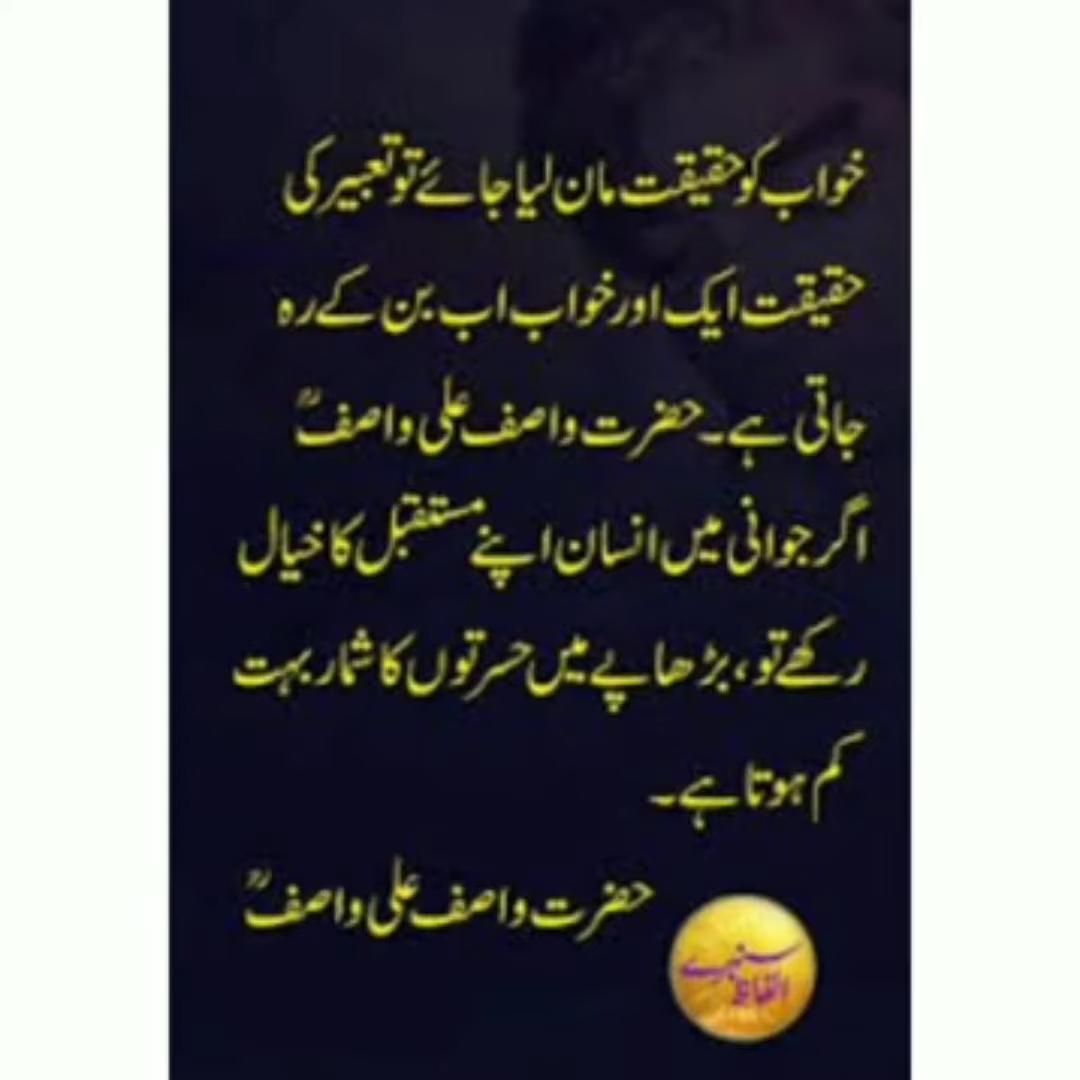 خواب کو حقیقت مان لیا جائے تو تعبیر کی
حقیقت ایک اور خواب اب بن کے رہ
جاتی ہے۔ حضرت واصف علی واصفؒ
اگر جوانی میں انسان اپنے مستقبل کا خیال
رکھے تو، بڑھاپے میں حسرتوں کا شمار بہت
کم ہوتا ہے۔
حضرت واصف علی واصفؒ
سنہرے
الفاظ